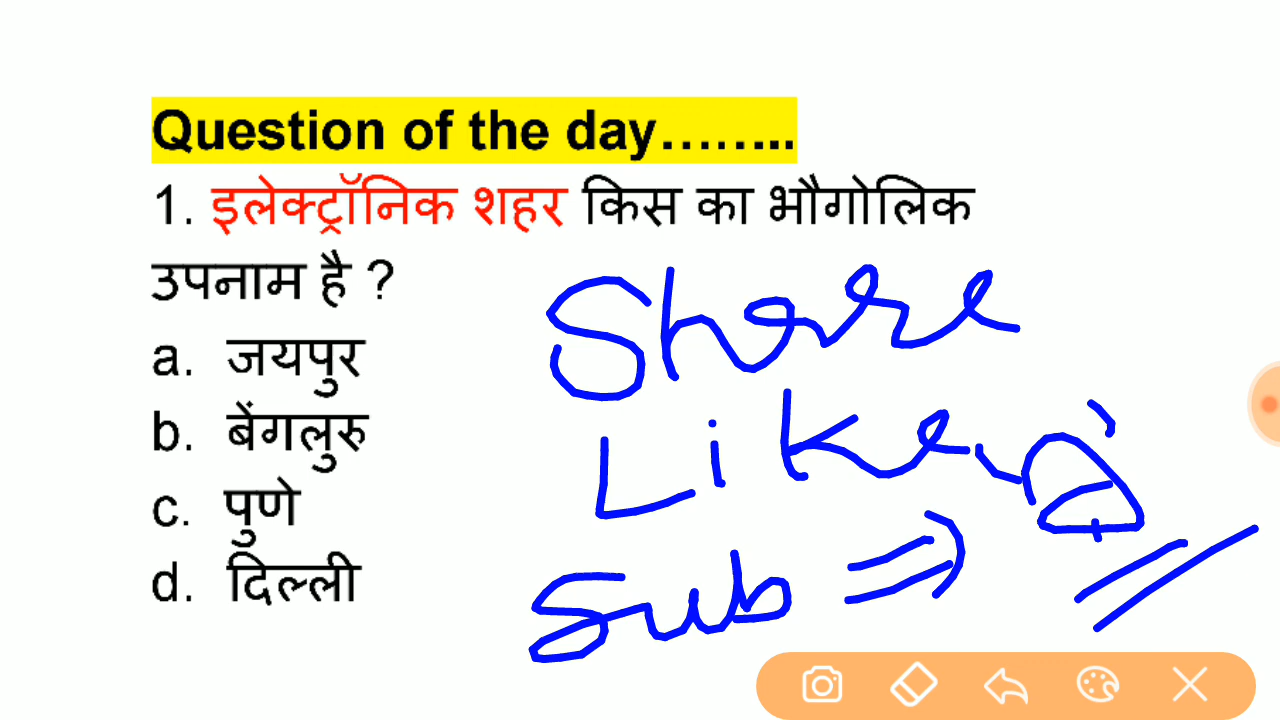 Question of the day……...
1. इलेक्ट्रॉनिक शहर किस का भौगोलिक
उपनाम है ?
a. जयपुर
b. बेंगलुरु
c. पुणे
d. दिल्ली
Share
Like
Sub